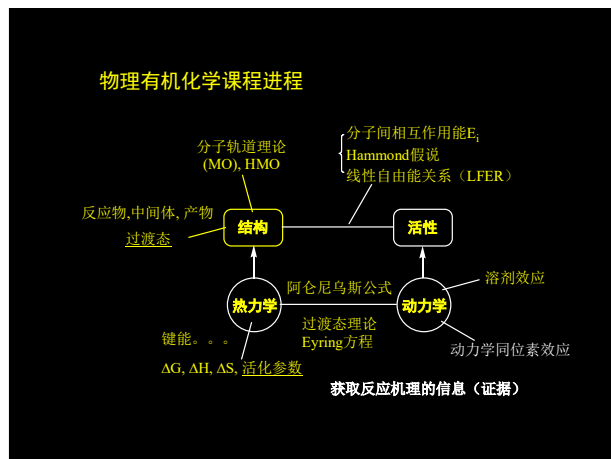 物理有机化学课程进程
分子间相互作用能Ei
分子轨道理论
(MO), HMO
Hammond假说
线性自由能关系（LFER）
反应物,中间体, 产物
过渡态
结构
活性
阿仑尼乌斯公式
溶剂效应
热力学
动力学
过渡态理论
Eyring方程
键能。。。
动力学同位素效应
ΔG, ΔH, ΔS, 活化参数
获取反应机理的信息（证据）